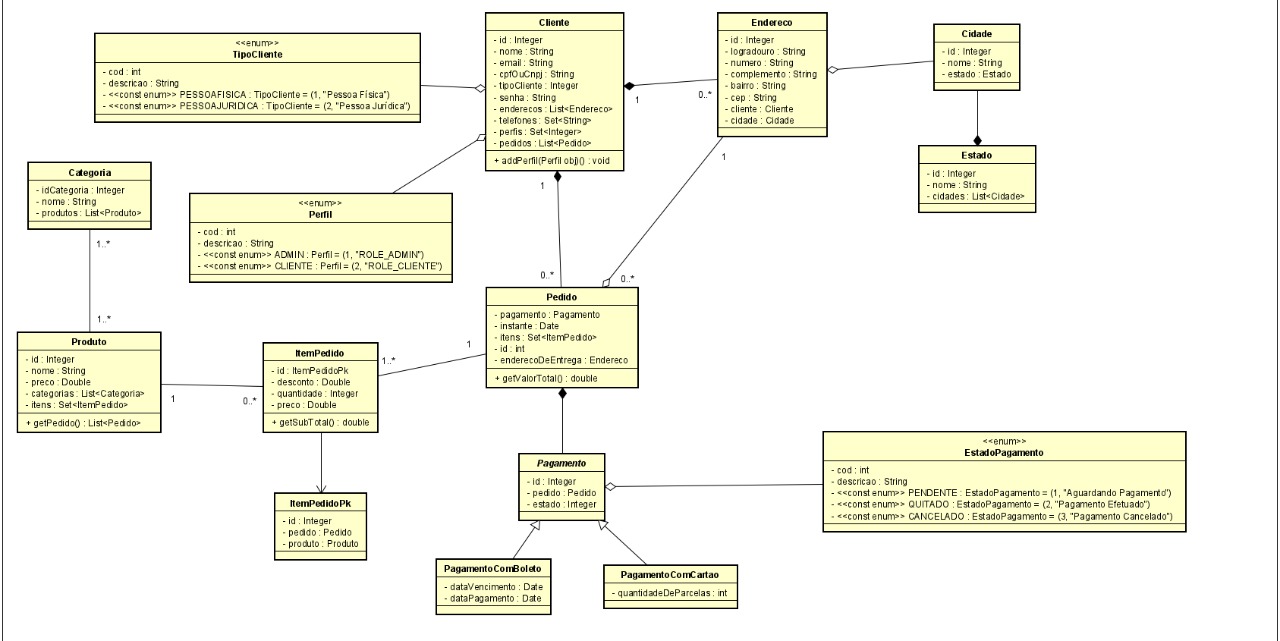 <<enum>>
TipoCliente
- cod : int
- descricao : String
- <<const enum>> PESSOAFISICA : TipoCliente = (1, "Pessoa Física")
- <<const enum>> PESSOAJURIDICA : TipoCliente = (2, "Pessoa Jurídica")
Cliente
- id : Integer
- nome : String
- email : String
- cpfOuCnpj : String
- tipoCliente : Integer
- senha : String
- enderecos : List<Endereco>
- telefones : Set<String>
- perfis : Set<Integer>
- pedidos : List<Pedido>
+ addPerfil(Perfil obj)() : void
1
0..*
Endereco
- id : Integer
- logradouro : String
- numero : String
- complemento : String
- bairro : String
- cep : String
- cliente : Cliente
- cidade : Cidade
Cidade
- id : Integer
- nome : String
- estado : Estado
Estado
- id : Integer
- nome : String
- cidades : List<Cidade>
1
1
0..*
0..*
Categoria
- idCategoria : Integer
- nome : String
- produtos : List<Produto>
1..*
1..*
<<enum>>
Perfil
- cod : int
- descricao : String
- <<const enum>> ADMIN : Perfil = (1, "ROLE_ADMIN")
- <<const enum>> CLIENTE : Perfil = (2, "ROLE_CLIENTE")
Produto
- id : Integer
- nome : String
- preco : Double
- categorias : List<Categoria>
- itens : Set<ItemPedido>
+ getPedido() : List<Pedido>
1
0..*
ItemPedido
- id : ItemPedidoPk
- desconto : Double
- quantidade : Integer
- preco : Double
+ getSubTotal() : double
1..*
1
Pedido
- pagamento : Pagamento
- instante : Date
- itens : Set<ItemPedido>
- id : int
- enderecoDeEntrega : Endereco
+ getValorTotal() : double
ItemPedidoPk
- id : Integer
- pedido : Pedido
- produto : Produto
Pagamento
- id : Integer
- pedido : Pedido
- estado : Integer
<<enum>>
EstadoPagamento
- cod : int
- descricao : String
- <<const enum>> PENDENTE : EstadoPagamento = (1, "Aguardando Pagamento")
- <<const enum>> QUITADO : EstadoPagamento = (2, "Pagamento Efetuado")
- <<const enum>> CANCELADO : EstadoPagamento = (3, "Pagamento Cancelado")
PagamentoComBoleto
- dataVencimento : Date
- dataPagamento : Date
PagamentoComCartao
- quantidadeDeParcelas : int